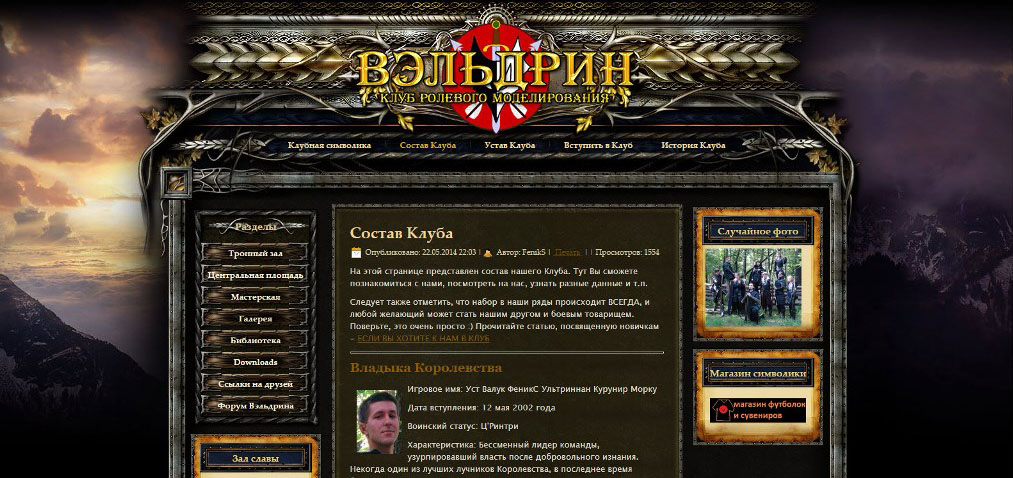 ВЭЛЬДРИН
КЛУБ РОЛЕВОГО МОДЕЛИРОВАНИЯ
Клубная символика Состав Клуба Устав Клуба Вступить в Клуб История Клуба
Разделы
Тронный зал
Центральная площадь
Мастерская
Галерея
Библиотека
Downloads
Ссылки на друзей
Форум Вэльдрина
Зал славы
Состав Клуба
Опубликовано: 22.05.2014 22:03 | Автор: Fenik5 | Печать | | Просмотров: 1554
На этой странице представлен состав нашего Клуба. Тут Вы сможете
познакомиться с нами, посмотреть на нас, узнать разные данные и т.п.
Следует также отметить, что набор в наши ряды происходит ВСЕГДА, и
любой желающий может стать нашим другом и боевым товарищем.
Поверьте, это очень просто :) Прочитайте статью, посвященную новичкам
– ЕСЛИ ВЫ ХОТИТЕ К НАМ В КЛУБ
Владыка Королевства
Игровое имя: Уст Валук ФениксС Ультриннан Курунир Морку
Дата вступления: 12 мая 2002 года
Воинский статус: Ц'Ринтри
Характеристика: Бессменный лидер команды,
узурпировавший власть после добровольного изнания.
Некогда один из лучших лучников Королевства, в последнее время
Случайное фото
Магазин символики
магазин футболок
и сувениров